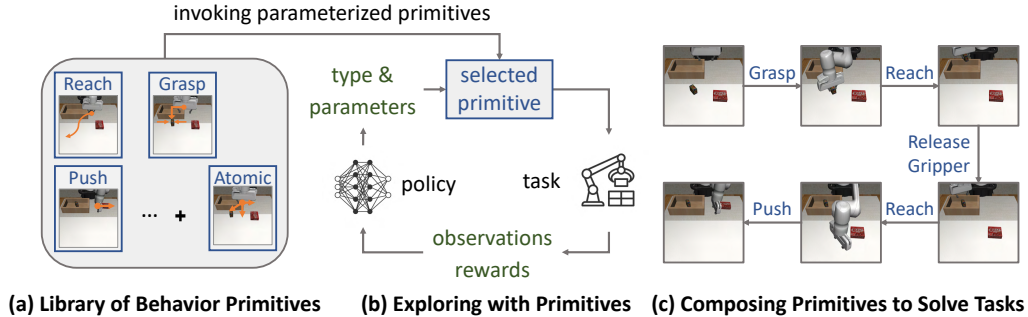 invoking parameterized primitives
Reach
Grasp
Push
... +
Atomic
type &
parameters
selected
primitive
policy
task
observations
rewards
Grasp
Reach
Release
Gripper
Reach
Push
(a) Library of Behavior Primitives
(b) Exploring with Primitives
(c) Composing Primitives to Solve Tasks